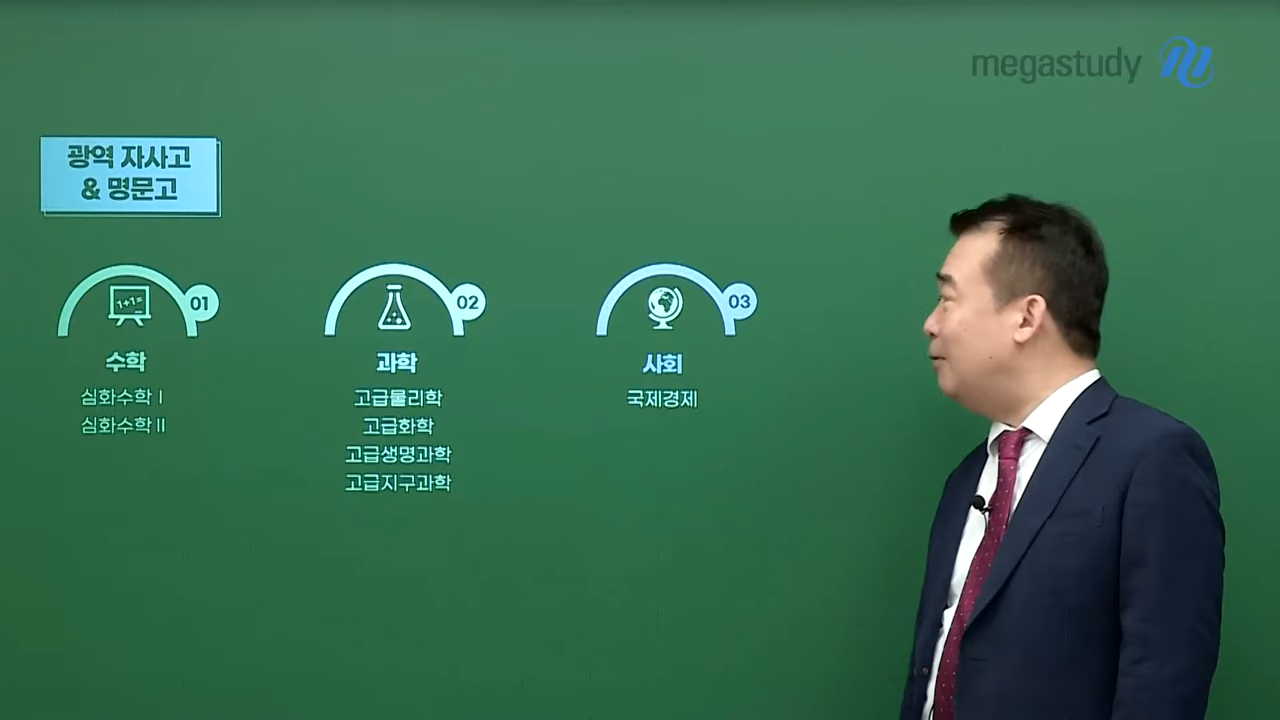 megastudy
광역 자사고
& 명문고
01
수학
심화수학 I
심화수학 II
02
과학
고급물리학
고급화학
고급생명과학
고급지구과학
03
사회
국제경제
1+1=